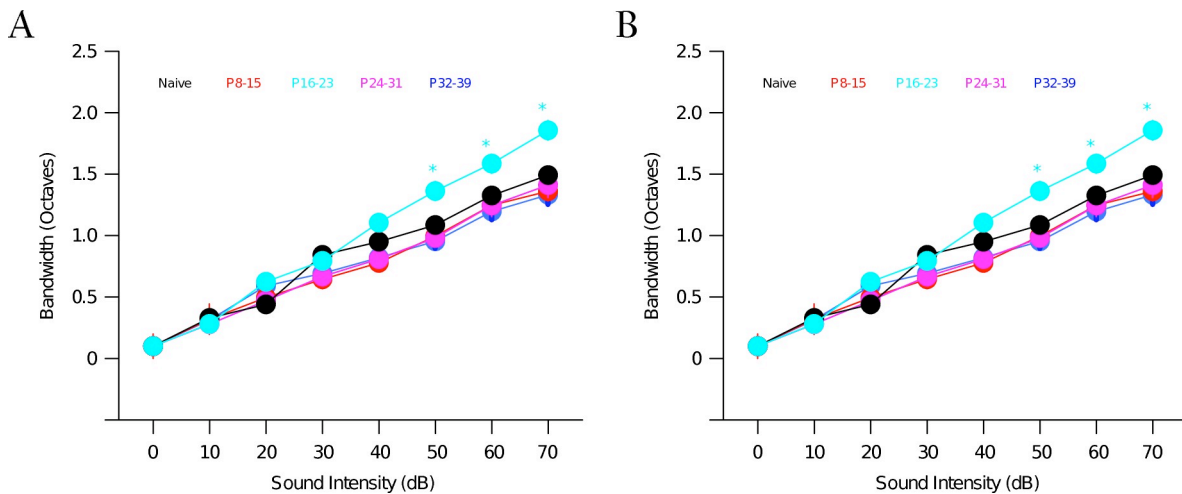 A
B
2.5
2.0
1.5
1.0
0.5
0
Bandwidth (Octaves)
Naive P8-15 P16-23 P24-31 P32-39
* * *
0 10 20 30 40 50 60 70
Sound Intensity (dB)
2.5
2.0
1.5
1.0
0.5
0
Bandwidth (Octaves)
Naive P8-15 P16-23 P24-31 P32-39
* * *
0 10 20 30 40 50 60 70
Sound Intensity (dB)